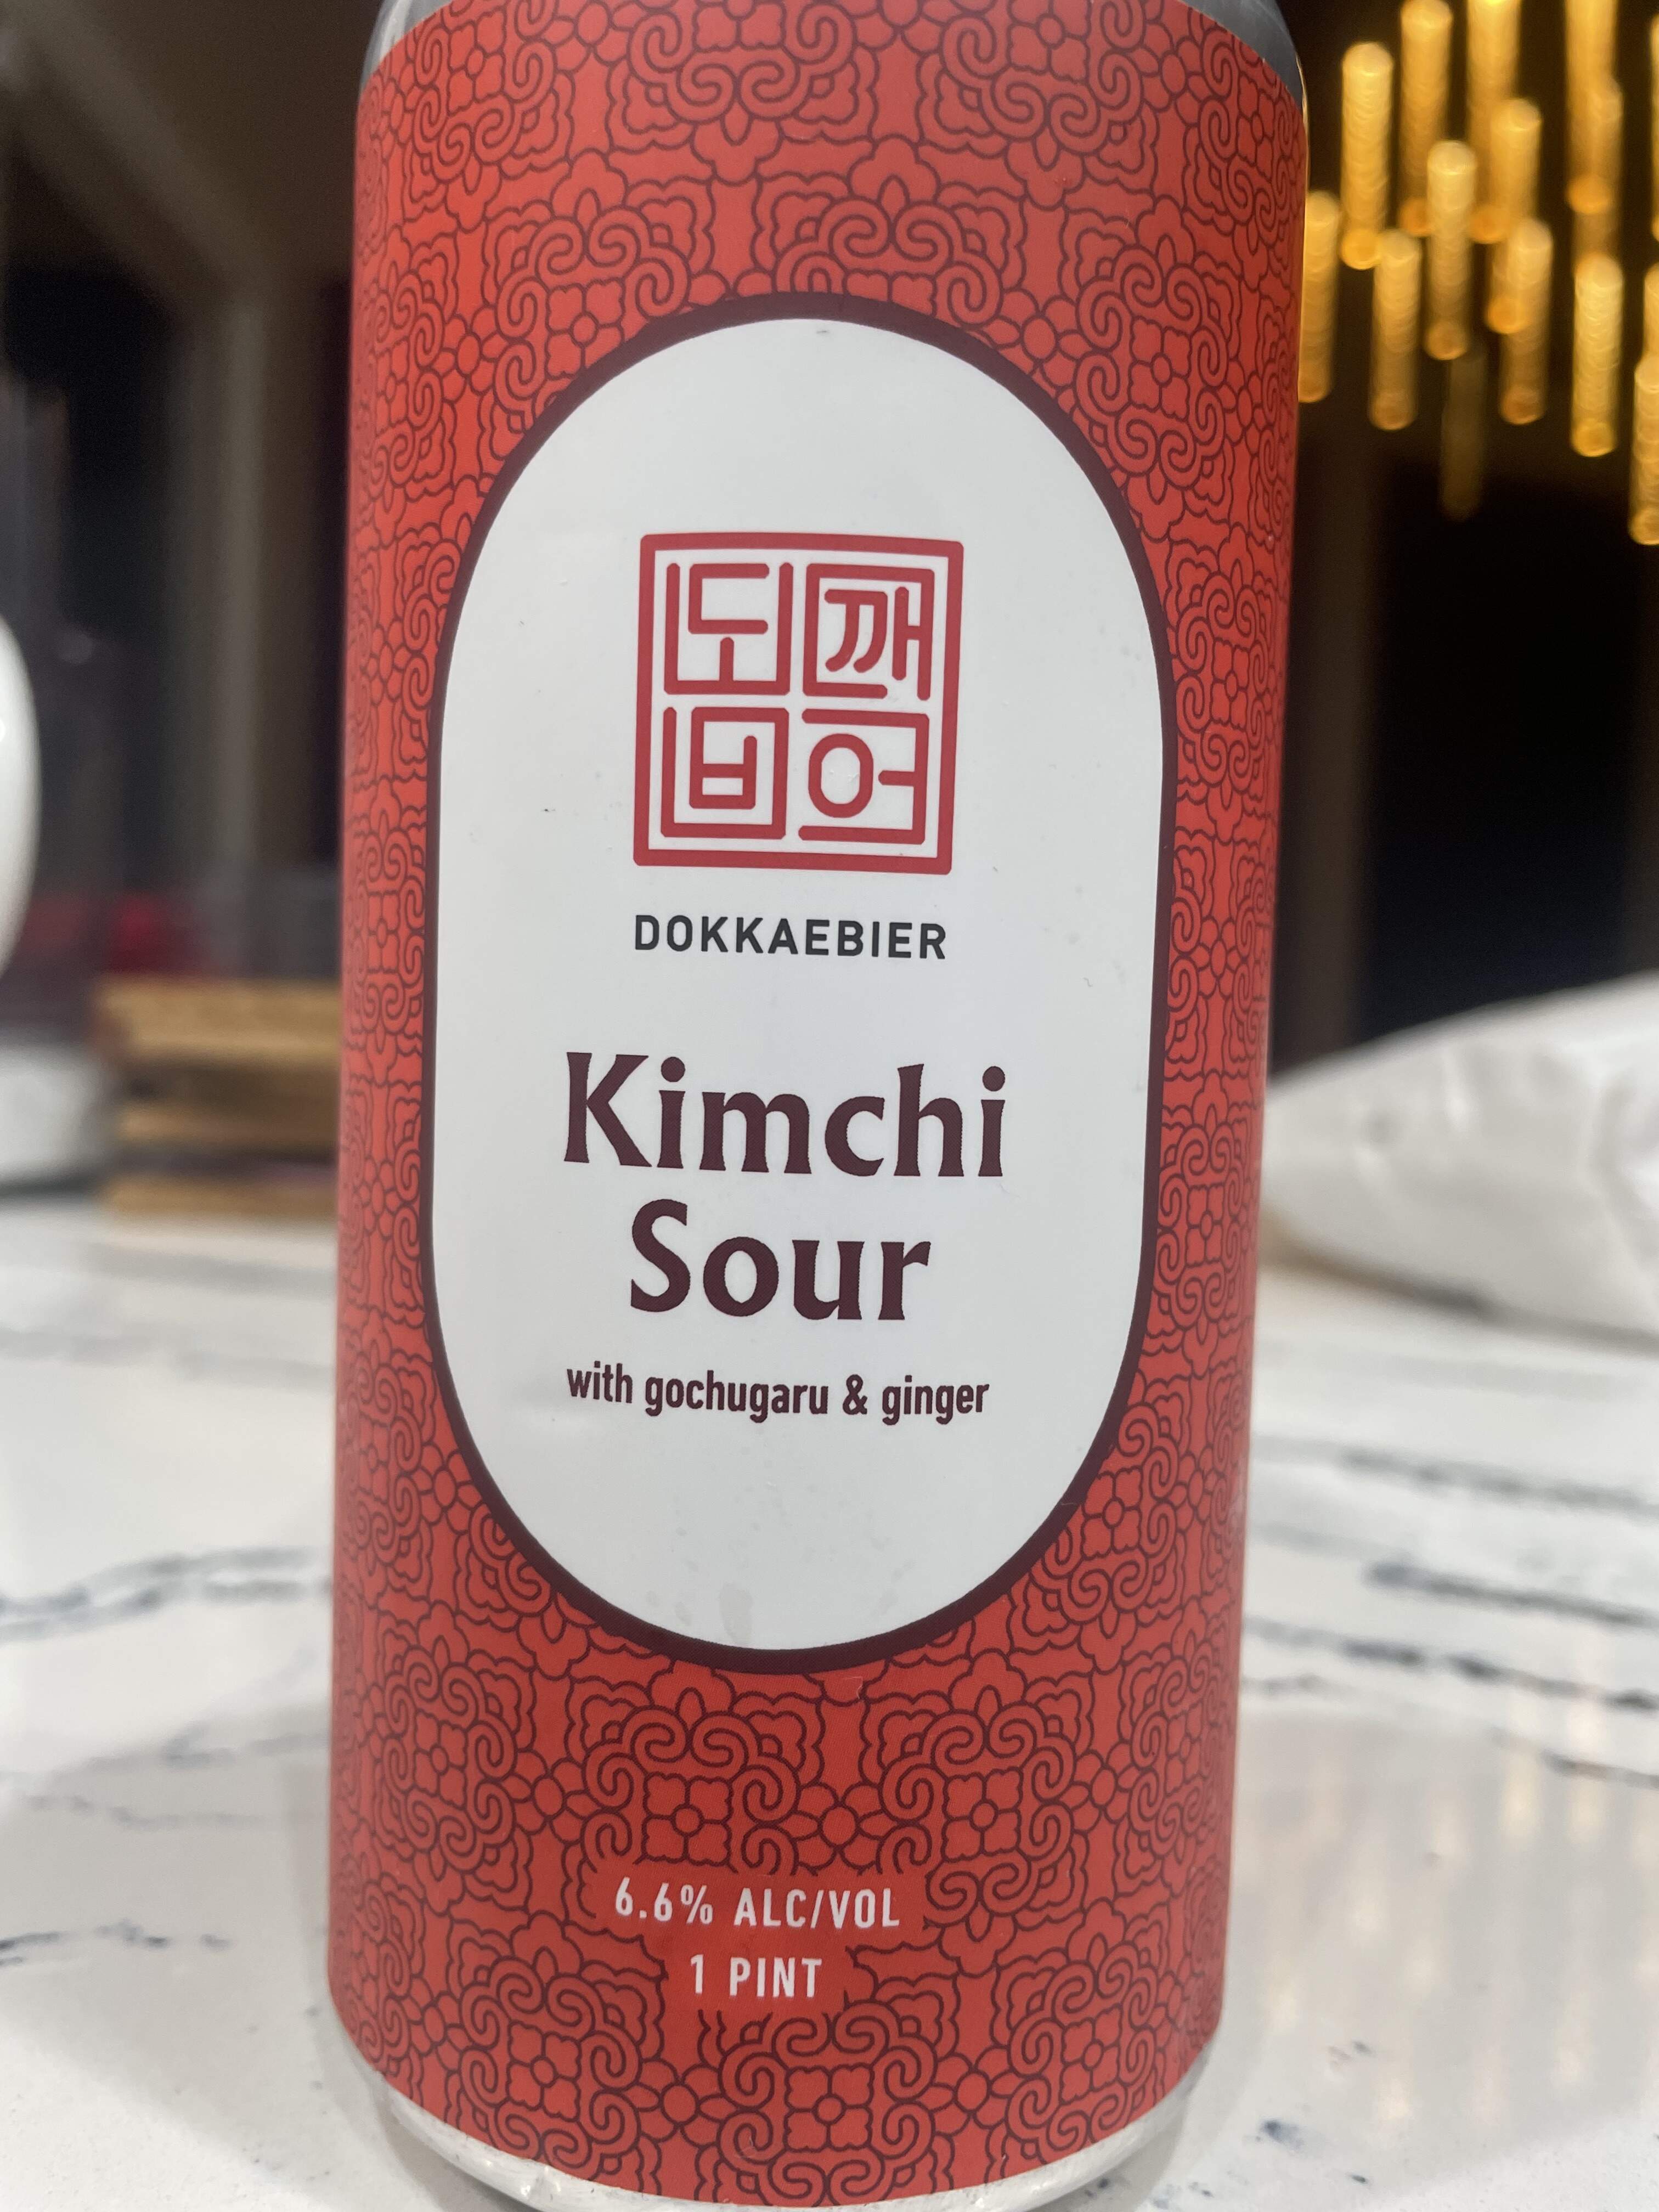 도깨
비어
DOKKAEBIER
Kimchi
Sour
with gochugaru & ginger
6.6% ALC/VOL
1 PINT